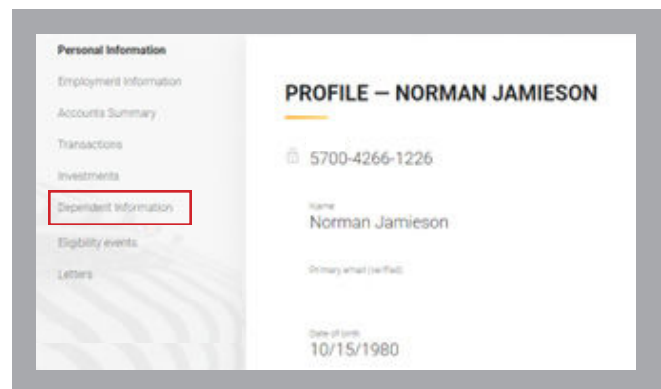 Personal Information
Employment Information
Accounts Summary
Transactions
Investments
Dependent Information
Eligibility events
Letters
PROFILE – NORMAN JAMIESON
5700-4266-1226
Name
Norman Jamieson
Primary email (verified)
Date of birth
10/15/1980